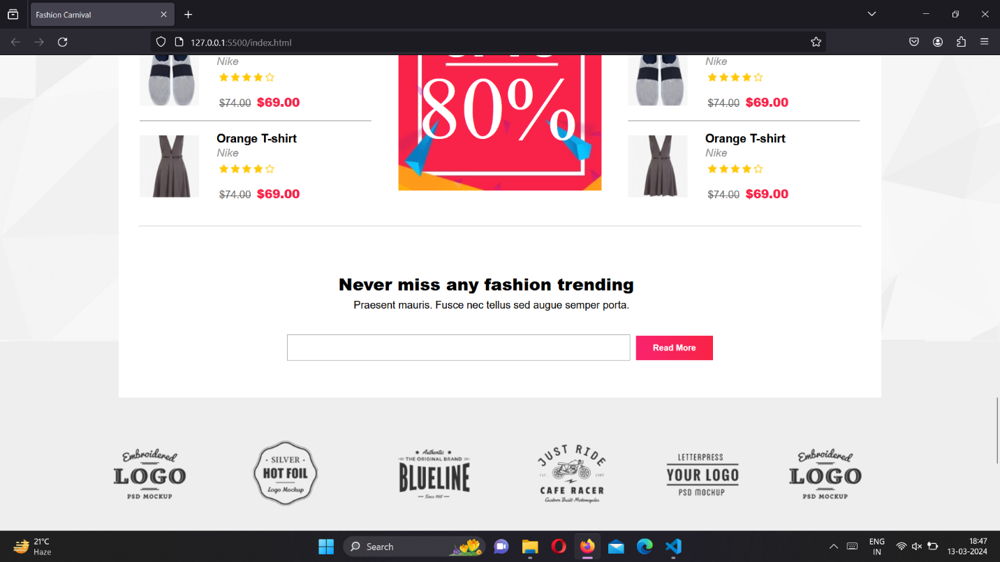 Fashion Carnival
127.0.0.1:5500/index.html
Nike
$74.00 $69.00
Orange T-shirt
Nike
$74.00 $69.00
80%
Nike
$74.00 $69.00
Orange T-shirt
Nike
$74.00 $69.00
Never miss any fashion trending
Praesent mauris. Fusce nec tellus sed augue semper porta.
Read More
Embroidered
LOGO
PSD MOCKUP
· SILVER ·
HOT FOIL
Logo Mockup
★ Authentic ★
THE ORIGINAL BRAND
BLUELINE
— Since 1968 —
JUST RIDE
CAFE RACER
Custom Built Motorcycles
LETTERPRESS
YOUR LOGO
PSD MOCKUP
Embroidered
LOGO
PSD MOCKUP
21°C
Haze
Search
ENG
IN
18:47
13-03-2024